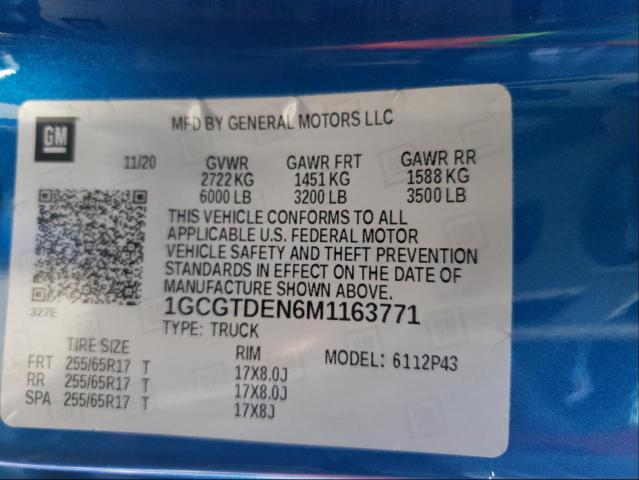 GM
MFD BY GENERAL MOTORS LLC
11/20 GVWR GAWR FRT GAWR RR
2722 KG 1451 KG 1588 KG
6000 LB 3200 LB 3500 LB
THIS VEHICLE CONFORMS TO ALL
APPLICABLE U.S. FEDERAL MOTOR
VEHICLE SAFETY AND THEFT PREVENTION
STANDARDS IN EFFECT ON THE DATE OF
MANUFACTURE SHOWN ABOVE.
327E 1GCGTDEN6M1163771
TYPE: TRUCK
TIRE SIZE RIM MODEL: 6112P43
FRT 255/65R17 T 17X8.0J
RR 255/65R17 T 17X8.0J
SPA 255/65R17 T 17X8J